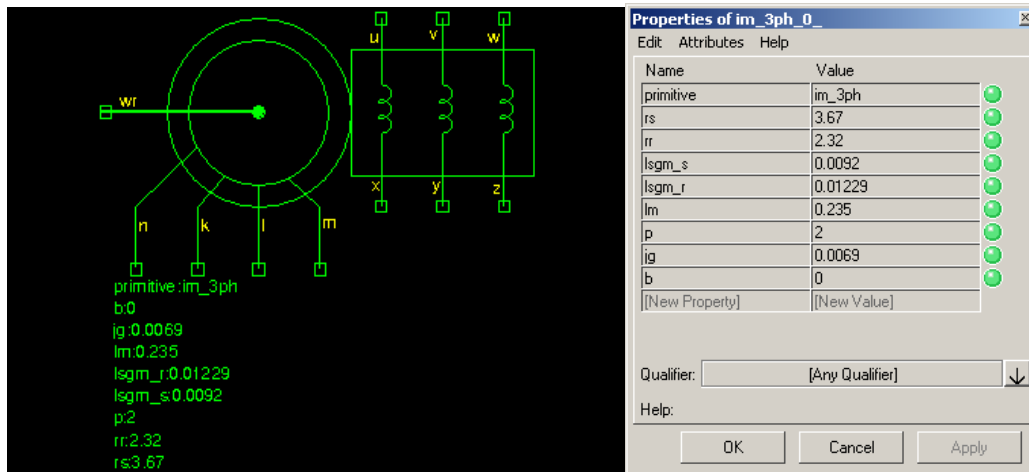 u v w
wr
x y z
n k l m
primitive:im_3ph
b:0
jg:0.0069
lm:0.235
lsgm_r:0.01229
lsgm_s:0.0092
p:2
rr:2.32
rs:3.67
Properties of im_3ph_0_
Edit Attributes Help
Name Value
primitive im_3ph
rs 3.67
rr 2.32
lsgm_s 0.0092
lsgm_r 0.01229
lm 0.235
p 2
jg 0.0069
b 0
[New Property] [New Value]
Qualifier: [Any Qualifier]
Help:
OK Cancel Apply